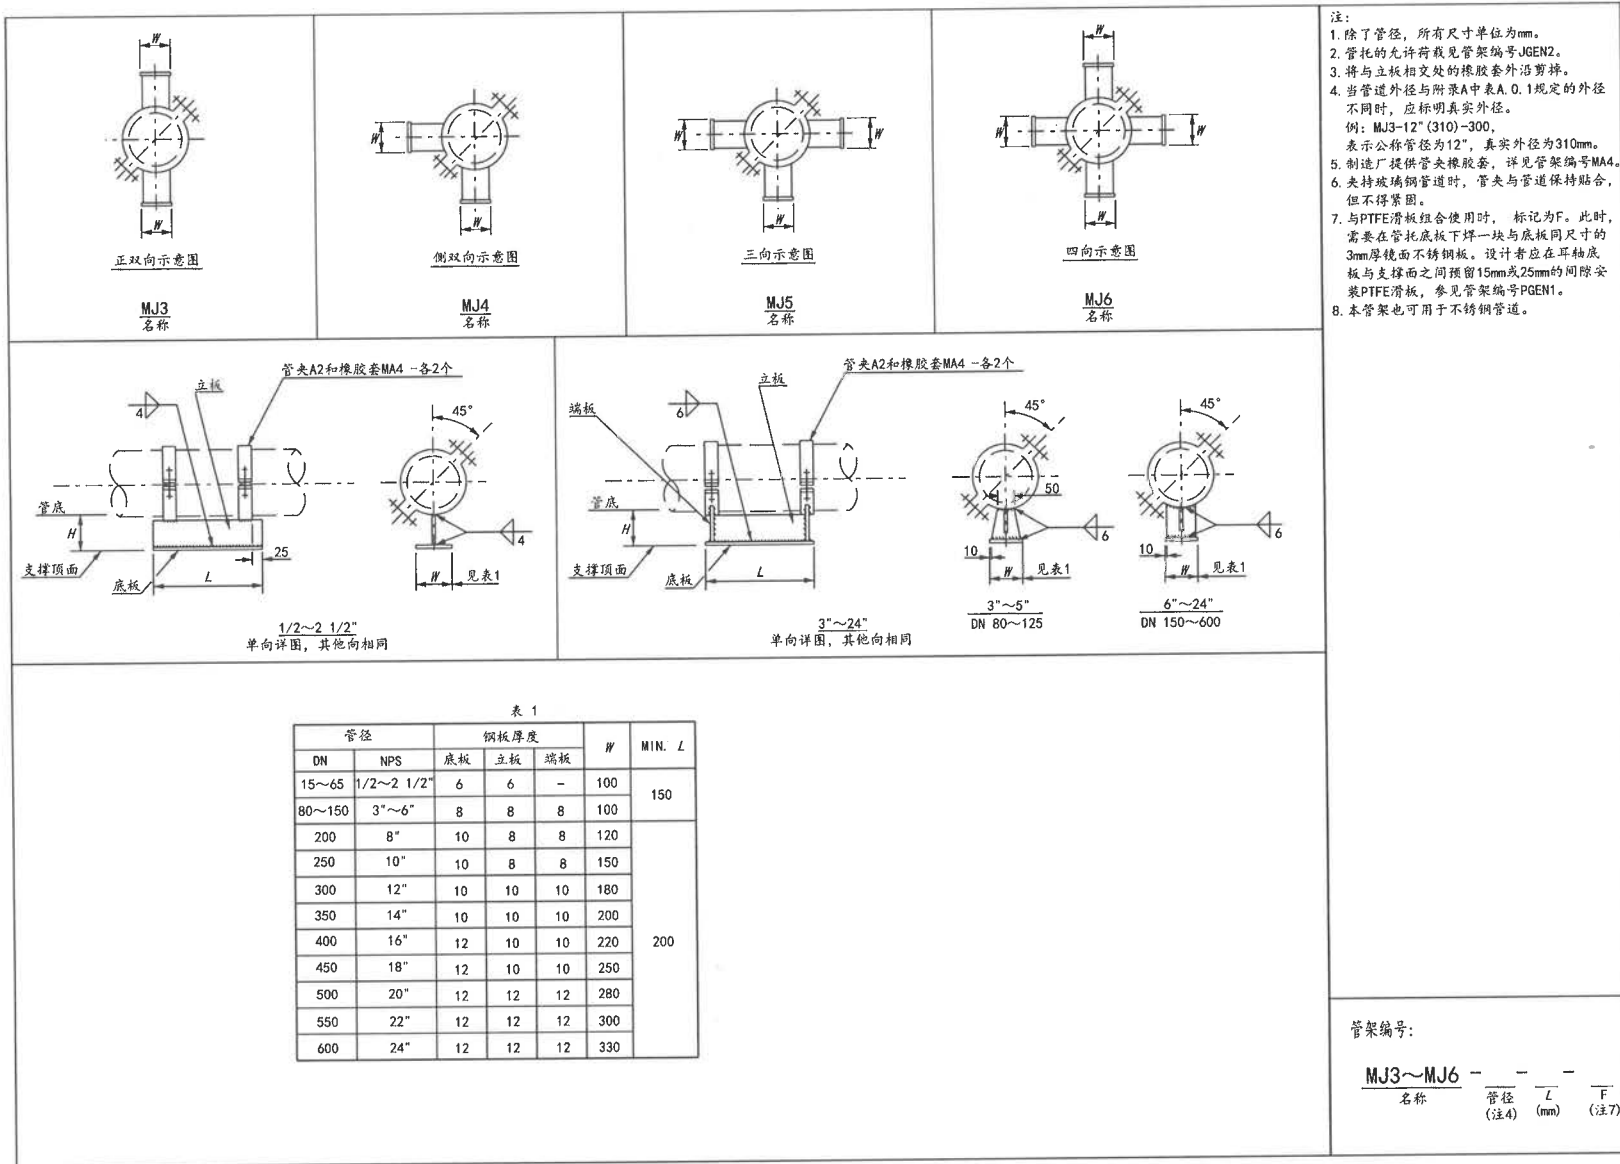 W
W
正双向示意图
MJ3
名称
W
W
侧双向示意图
MJ4
名称
W
W
W
三向示意图
MJ5
名称
W
W
W
W
四向示意图
MJ6
名称
注：
1. 除了管径，所有尺寸单位为mm。
2. 管托的允许荷载见管架编号JGEN2。
3. 将与立板相交处的橡胶套外沿剪掉。
4. 当管道外径与附录A中表A.0.1规定的外径
不同时，应标明真实外径。
例：MJ3-12"(310)-300，
表示公称管径为12"，真实外径为310mm。
5. 制造厂提供管夹橡胶套，详见管架编号MA4。
6. 夹持玻璃钢管道时，管夹与管道保持贴合，
但不得紧固。
7. 与PTFE滑板组合使用时， 标记为F。此时，
需要在管托底板下焊一块与底板同尺寸的
3mm厚镜面不锈钢板。设计者应在耳轴底
板与支撑面之间预留15mm或25mm的间隙安
装PTFE滑板，参见管架编号PGEN1。
8. 本管架也可用于不锈钢管道。
管夹A2和橡胶套MA4 -各2个
立板
4
45°
管底
H
25
4
支撑顶面
底板
L
W
见表1
1/2～2 1/2"
单向详图，其他向相同
管夹A2和橡胶套MA4 -各2个
立板
端板
6
45°
45°
管底
50
H
6
6
10
10
支撑顶面
底板
L
W
见表1
W
见表1
3"～24"
单向详图，其他向相同
3"～5"
DN 80～125
6"～24"
DN 150～600
表 1
管径 钢板厚度 W MIN. L
DN NPS 底板 立板 端板
15～65 1/2～2 1/2" 6 6 - 100 150
80～150 3"～6" 8 8 8 100
200 8" 10 8 8 120 200
250 10" 10 8 8 150
300 12" 10 10 10 180
350 14" 10 10 10 200
400 16" 12 10 10 220
450 18" 12 10 10 250
500 20" 12 12 12 280
550 22" 12 12 12 300
600 24" 12 12 12 330
管架编号：
MJ3～MJ6 - - -
名称 管径 L F
(注4) (mm) (注7)